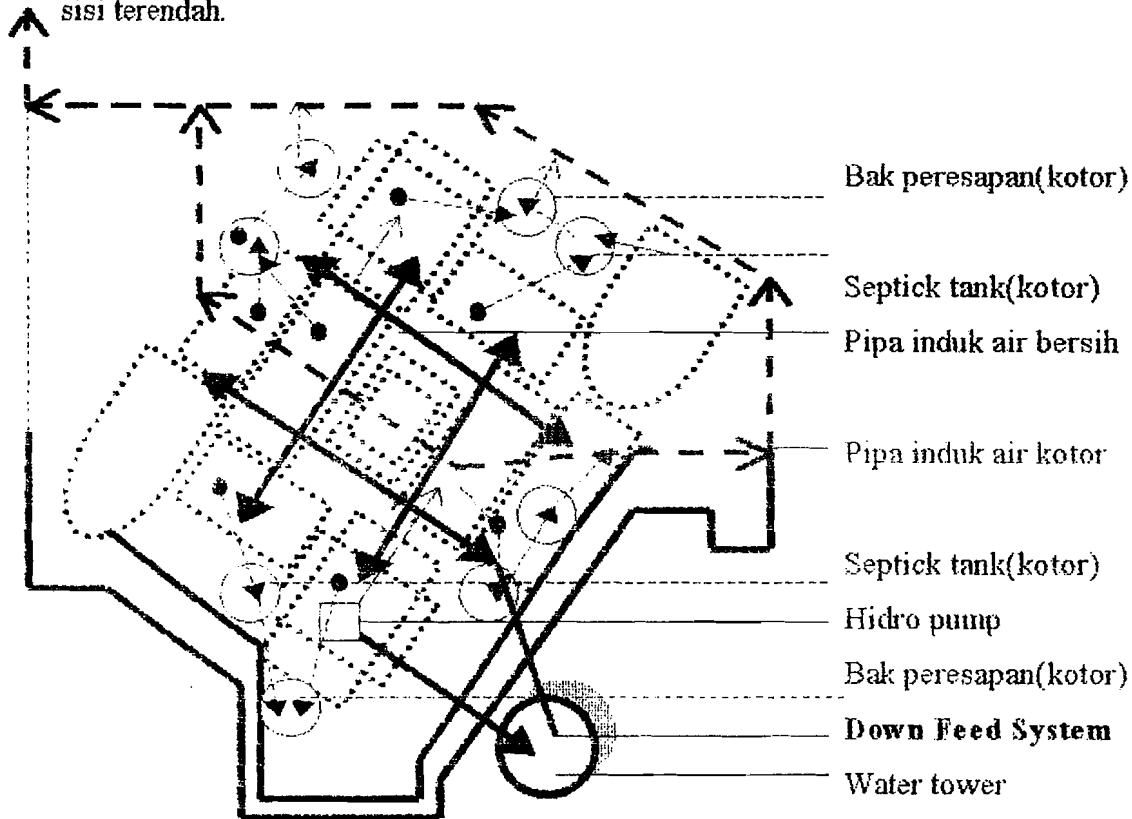 sisi terendah.
Bak peresapan(kotor)
Septick tank(kotor)
Pipa induk air bersih
Pipa induk air kotor
Septick tank(kotor)
Hidro pump
Bak peresapan(kotor)
Down Feed System
Water tower